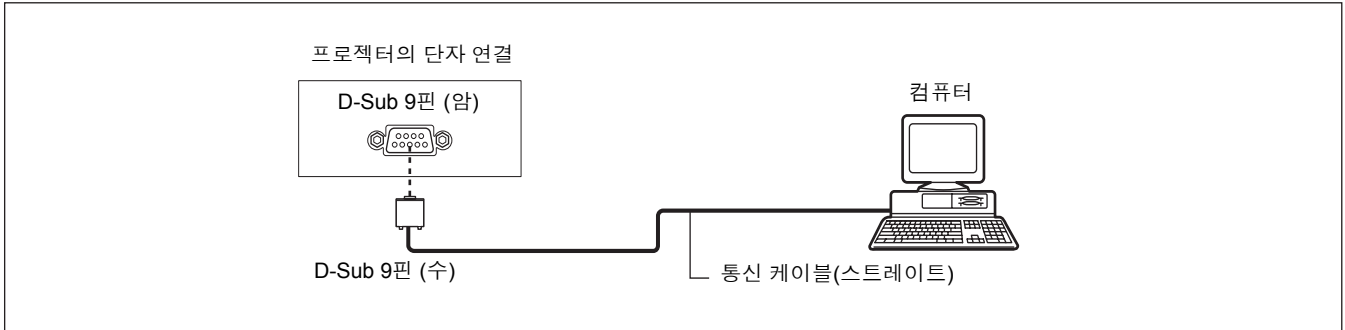 프로젝터의 단자 연결
D-Sub 9핀 (암)
컴퓨터
D-Sub 9핀 (수)
통신 케이블(스트레이트)